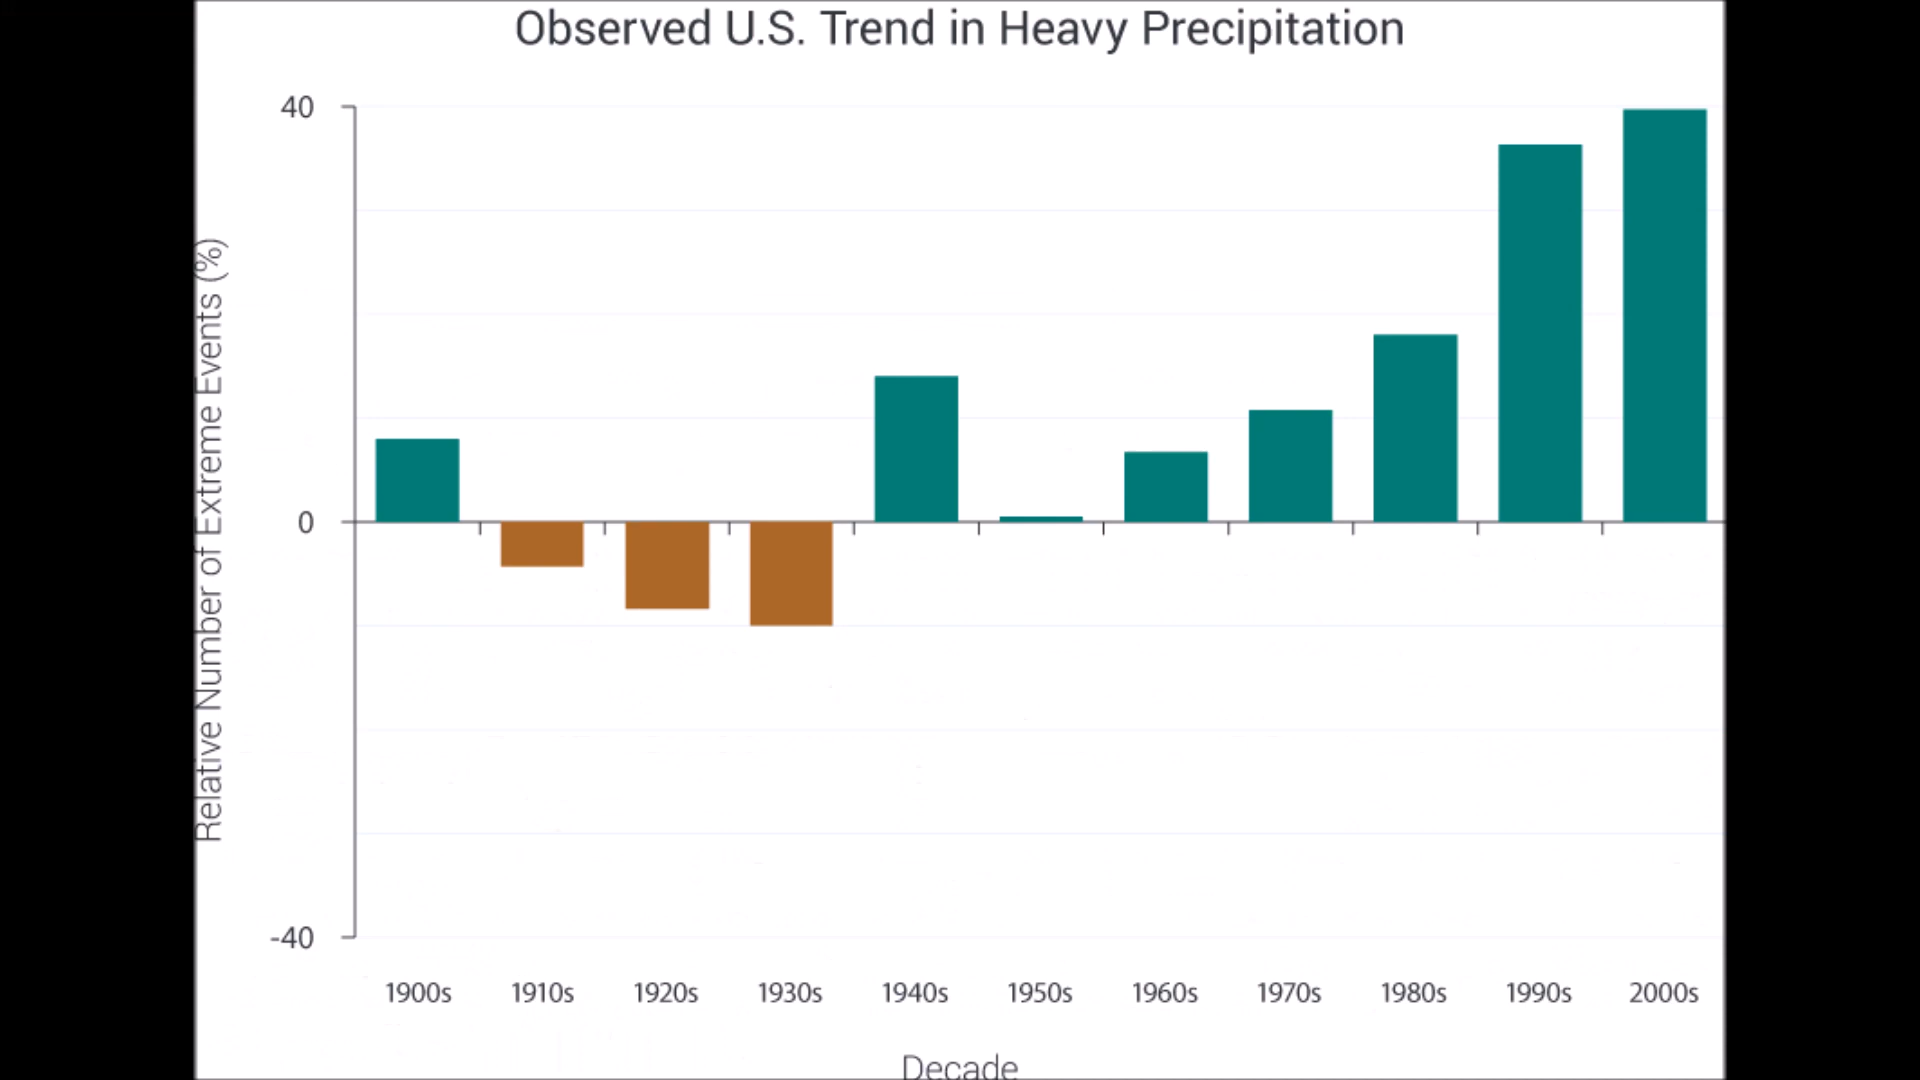 Observed U.S. Trend in Heavy Precipitation
Relative Number of Extreme Events (%)
40
0
-40
1900s 1910s 1920s 1930s 1940s 1950s 1960s 1970s 1980s 1990s 2000s
Decade